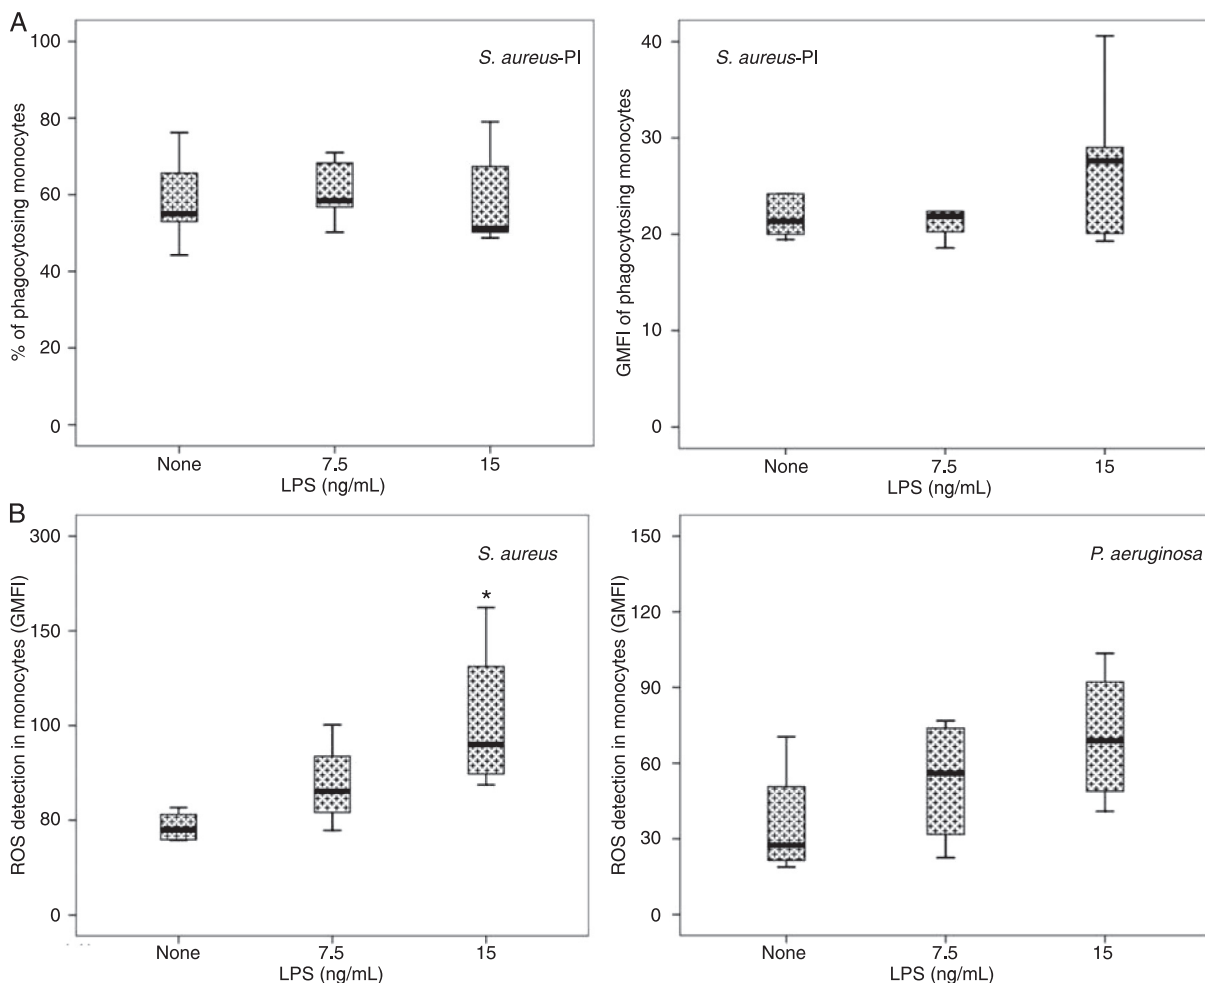 A
% of phagocytosing monocytes
100
80
60
40
20
0
S. aureus-PI
None 7.5 15
LPS (ng/mL)
GMFI of phagocytosing monocytes
40
30
20
10
0
S. aureus-PI
None 7.5 15
LPS (ng/mL)
B
ROS detection in monocytes (GMFI)
300
150
100
80
0
S. aureus
*
None 7.5 15
LPS (ng/mL)
ROS detection in monocytes (GMFI)
150
120
90
60
30
0
P. aeruginosa
None 7.5 15
LPS (ng/mL)